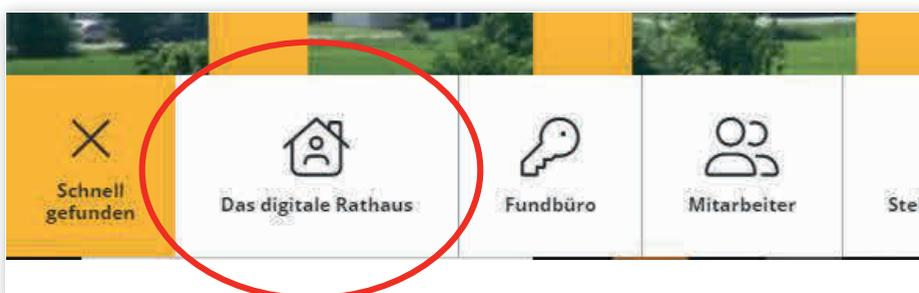 Schnell
gefunden
Das digitale Rathaus
Fundbüro
Mitarbeiter